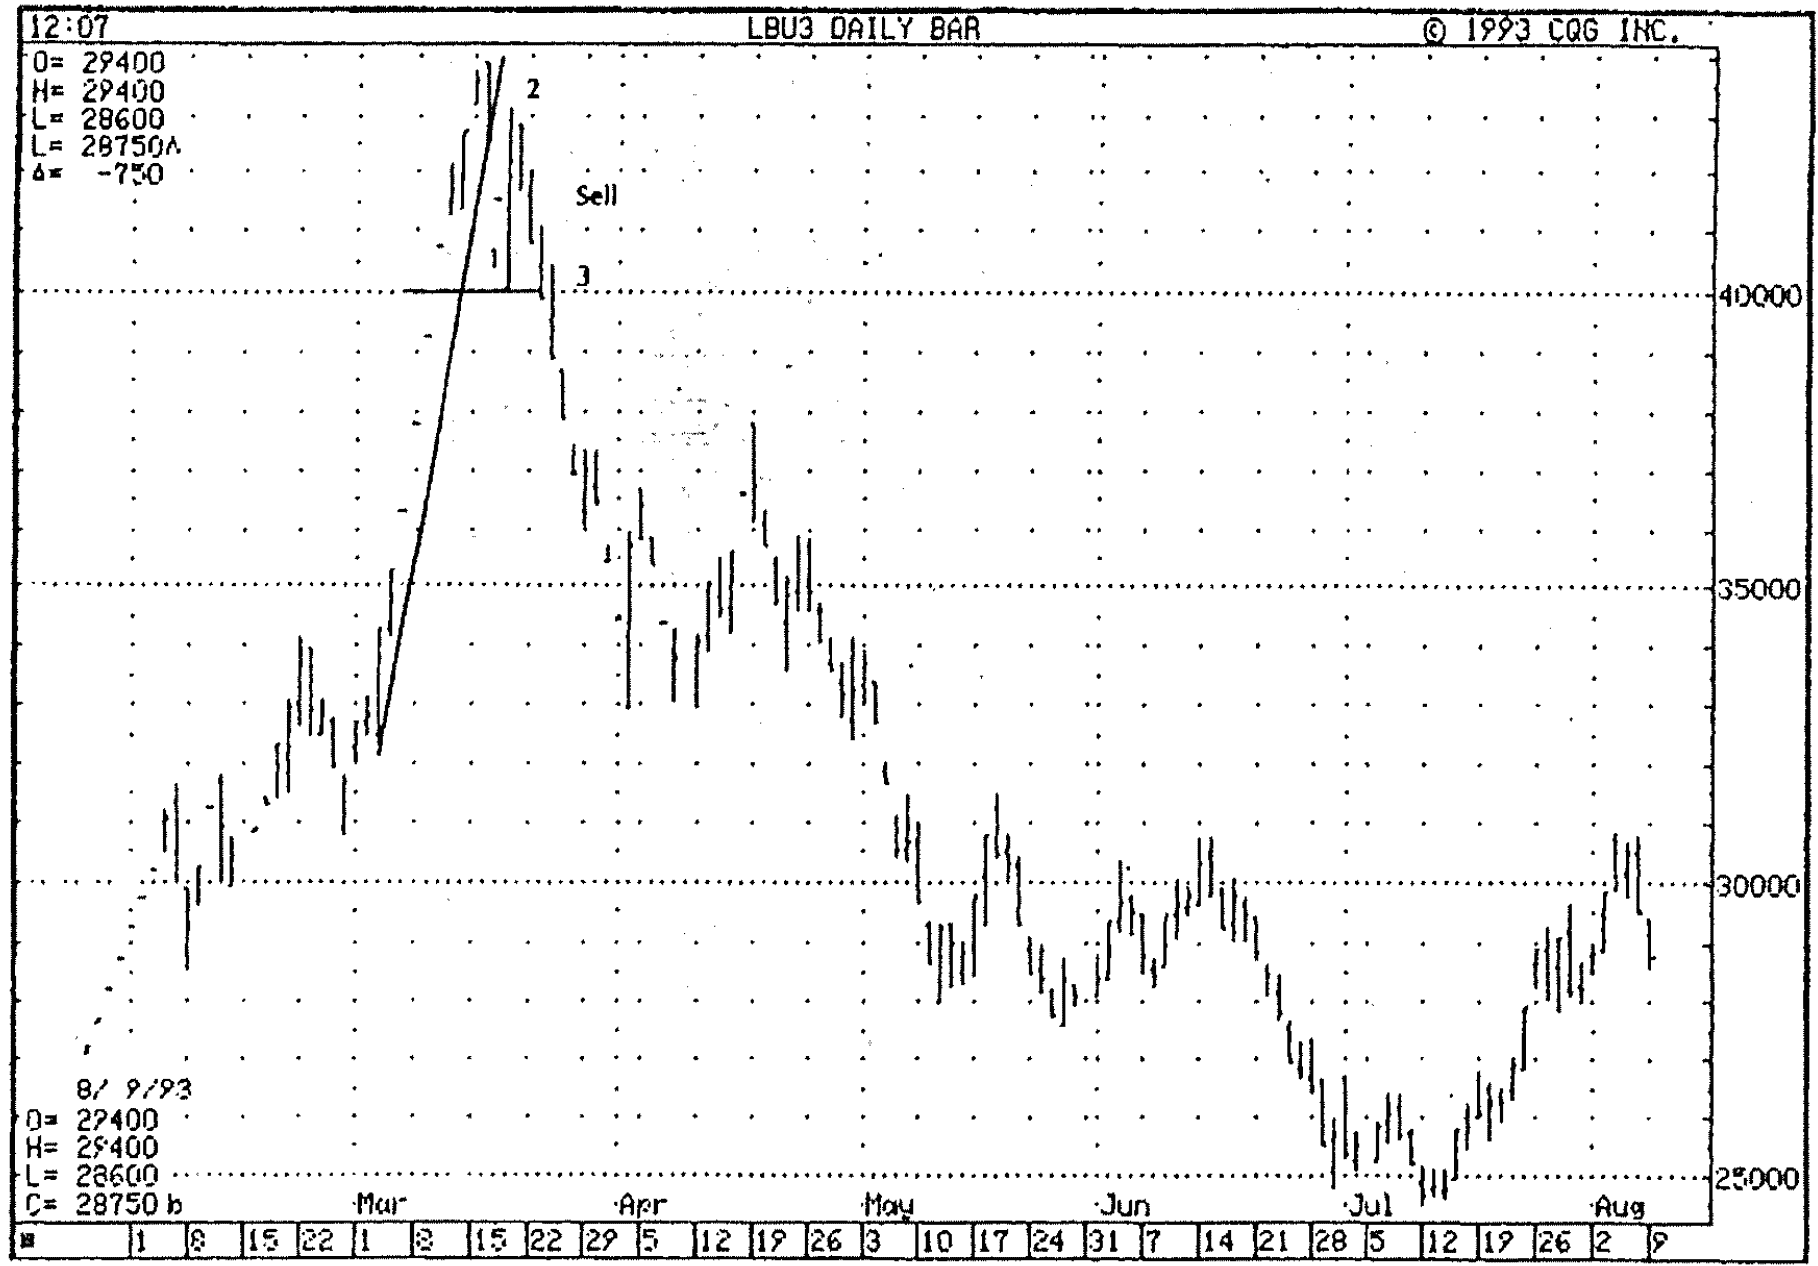 12:07 LBU3 DAILY BAR © 1993 CQG INC.
O= 29400
H= 29400
L= 28600
L= 28750A
Δ= -750
2
Sell
1
3
40000
35000
30000
25000
8/ 9/93
O= 29400
H= 29400
L= 28600
C= 28750 b
Mar Apr May Jun Jul Aug
1 8 15 22 1 8 15 22 29 5 12 19 26 3 10 17 24 31 7 14 21 28 5 12 19 26 2 9